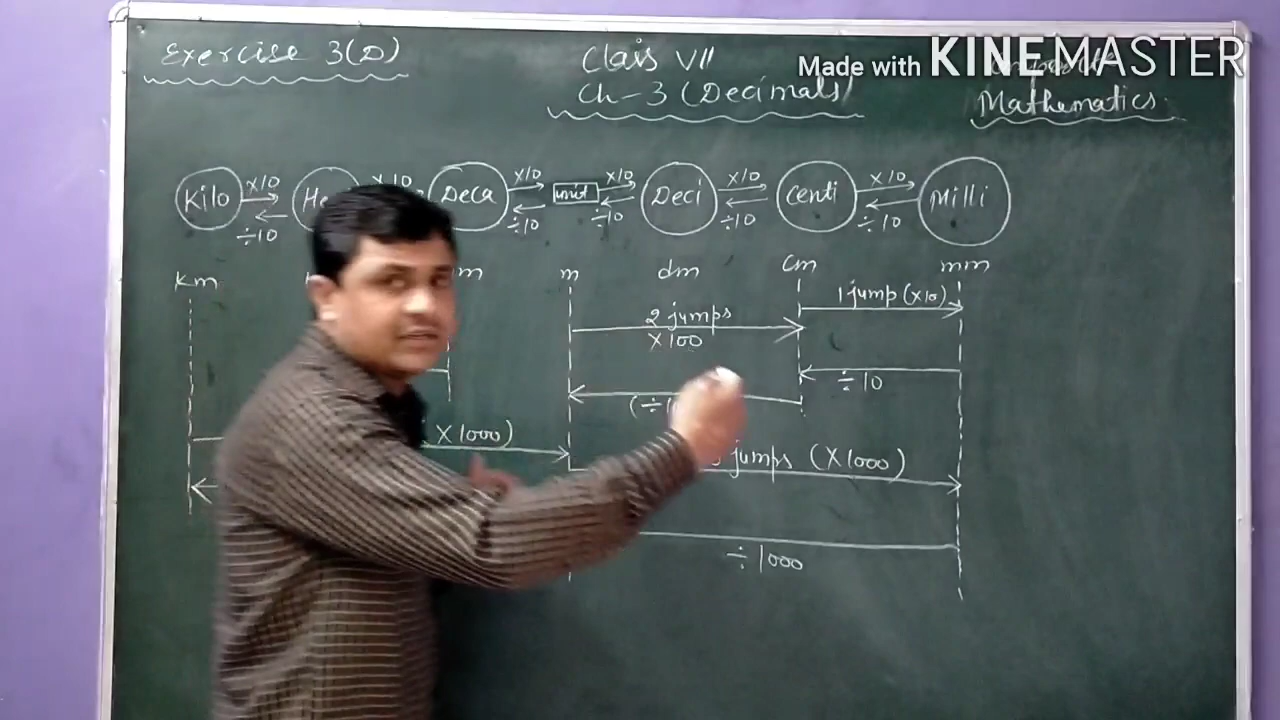 Exercise 3(D)
Class VII
Ch-3 (Decimals)
Mathematics
Made with KINEMASTER
Kilo He Deca unit Deci Centi Milli
x10 x10 x10 x10 x10 x10
÷10 ÷10 ÷10 ÷10 ÷10
km m m dm cm mm
1 jump (x10)
2 jumps
x100
÷10
(÷1
x1000)
jumps (x1000)
÷1000